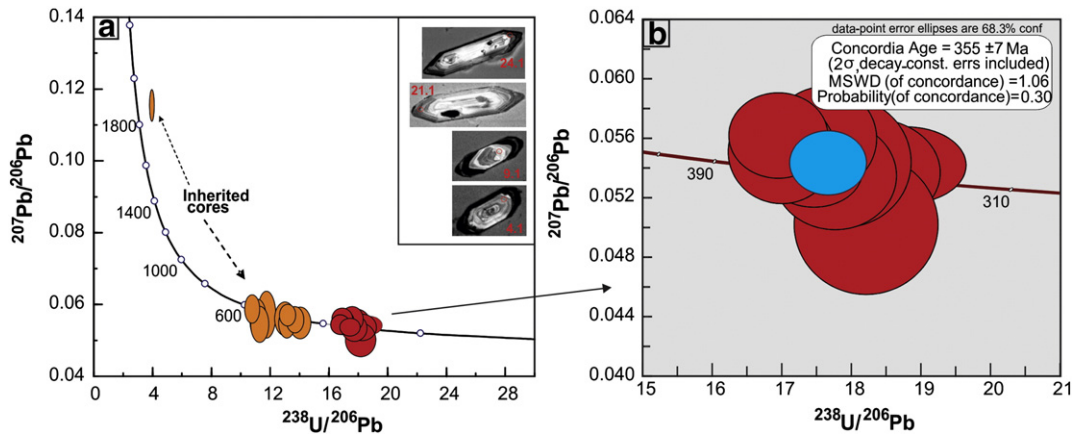 a
0.14
0.12
0.10
0.08
0.06
0.04
207Pb/206Pb
1800
1400
1000
600
Inherited
cores
24.1
21.1
4.1
0 4 8 12 16 20 24 28
238U/206Pb
b
0.064
0.060
0.056
0.052
0.048
0.044
0.040
207Pb/206Pb
data-point error ellipses are 68.3% conf
Concordia Age = 355 ±7 Ma
(2σ, decay-const. errs included)
MSWD (of concordance) =1.06
Probability(of concordance)=0.30
390
310
15 16 17 18 19 20 21
238U/206Pb